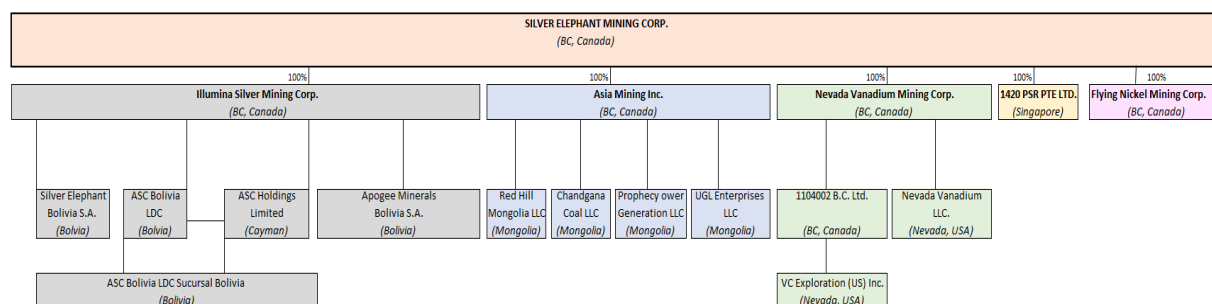 SILVER ELEPHANT MINING CORP.
(BC, Canada)
100%
100%
100%
100%
100%
Illumina Silver Mining Corp.
(BC, Canada)
Asia Mining Inc.
(BC, Canada)
Nevada Vanadium Mining Corp.
(BC, Canada)
1420 PSR PTE LTD.
(Singapore)
Flying Nickel Mining Corp.
(BC, Canada)
Silver Elephant
Bolivia S.A.
(Bolvia)
ASC Bolivia
LDC
(Bolvia)
ASC Holdings
Limited
(Cayman)
Apogee Minerals
Bolivia S.A.
(Bolivia)
Red Hill
Mongolia LLC
(Mongolia)
Chandgana
Coal LLC
(Mongolia)
Prophecy ower
Generation LLC
(Mongolia)
UGL Enterprises
LLC
(Mongolia)
1104002 B.C. Ltd.
(BC, Canada)
Nevada Vanadium
LLC.
(Nevada, USA)
ASC Bolivia LDC Sucursal Bolivia
(Bolivia)
VC Exploration (US) Inc.
(Nevada, USA)